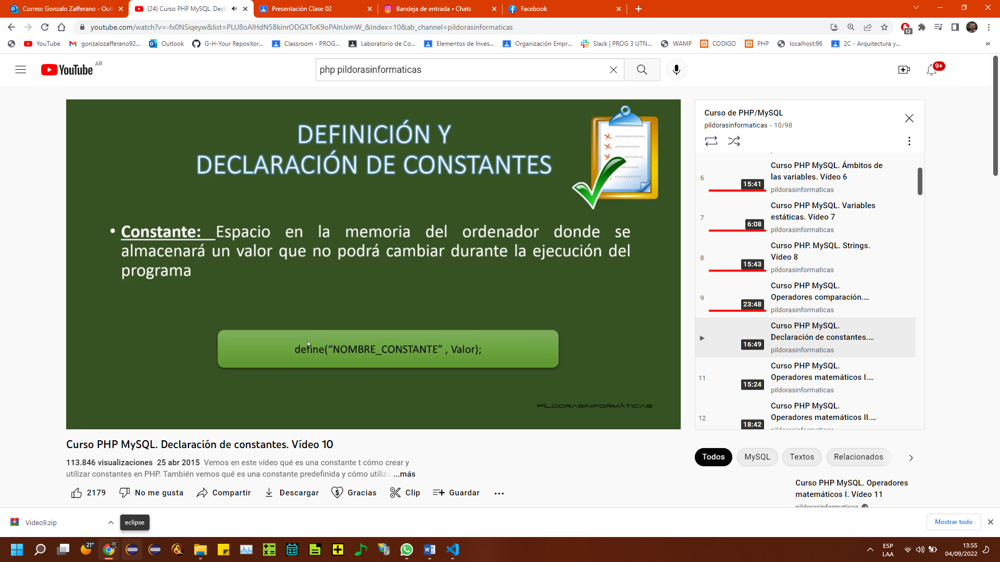 Correo: Gonzalo Zafferano - Outl
(24) Curso PHP MySQL. Decla
Presentación Clase 02
Bandeja de entrada • Chats
Facebook
youtube.com/watch?v=-fx0NSiqeyw&list=PLU8oAlHdN5BkinrODGXToK9oPAlnJxmW_&index=10&ab_channel=pildorasinformaticas
12
YouTube
gonzalozafferano92...
Outlook
G-H-Your Repositor...
Classroom - PROG...
Laboratorio de Co...
Elementos de Inves...
Organización Empr...
Slack | PROG 3 UTN...
WAMP
CODIGO
PHP
localhost:96
2C - Arquitectura y...
»
YouTube AR
php pildorasinformaticas
9+
DEFINICIÓN Y
DECLARACIÓN DE CONSTANTES
• Constante: Espacio en la memoria del ordenador donde se
almacenará un valor que no podrá cambiar durante la ejecución del
programa
define(“NOMBRE_CONSTANTE” , Valor);
PÍLDORASINFORMÁTICAS
Curso de PHP/MySQL
pildorasinformaticas - 10/98
6
15:41
Curso PHP MySQL. Ámbitos de
las variables. Vídeo 6
pildorasinformaticas
7
6:08
Curso PHP MySQL. Variables
estáticas. Vídeo 7
pildorasinformaticas
8
15:43
Curso PHP. MySQL. Strings.
Vídeo 8
pildorasinformaticas
9
23:48
Curso PHP MySQL.
Operadores comparación....
pildorasinformaticas
16:49
Curso PHP MySQL.
Declaración de constantes....
pildorasinformaticas
11
15:24
Curso PHP MySQL.
Operadores matemáticos I....
pildorasinformaticas
12
18:42
Curso PHP MySQL.
Operadores matemáticos II....
pildorasinformaticas
Curso PHP MySQL. Declaración de constantes. Vídeo 10
113.846 visualizaciones 25 abr 2015 Vemos en este vídeo qué es una constante t cómo crear y
utilizar constantes en PHP. También vemos qué es una constante predefinida y cómo utiliza ...más
2179
No me gusta
Compartir
Descargar
Gracias
Clip
Guardar
Todos
MySQL
Textos
Relacionados
Curso PHP MySQL. Operadores
matemáticos I. Vídeo 11
pildorasinformaticas
Video9.zip
eclipse
Mostrar todo
21°
ESP
LAA
13:55
04/09/2022